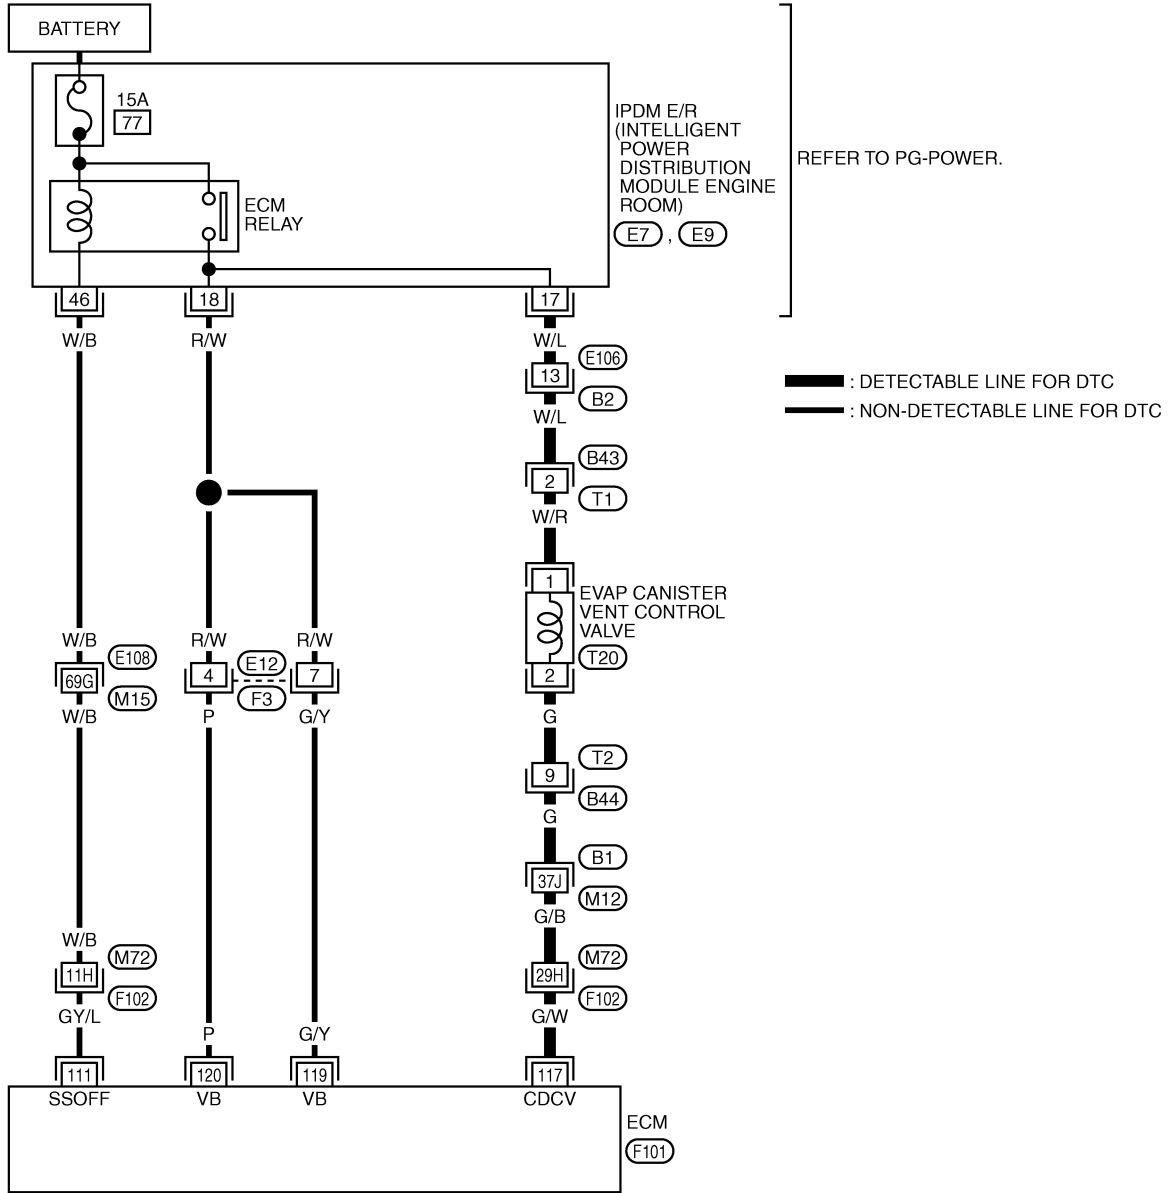 BATTERY
15A
77
ECM
RELAY
IPDM E/R
(INTELLIGENT
POWER
DISTRIBUTION
MODULE ENGINE
ROOM)
E7 , E9
REFER TO PG-POWER.
46 18 17
W/B R/W W/L
E106
13
B2
W/L
: DETECTABLE LINE FOR DTC
: NON-DETECTABLE LINE FOR DTC
B43
2
T1
W/R
1
EVAP CANISTER
VENT CONTROL
VALVE
T20
2
W/B R/W R/W
E108 E12
69G 4 7
M15 F3
W/B P G/Y G
T2
9
B44
G
B1
37J
M12
G/B
W/B
M72 M72
11H 29H
F102 F102
GY/L G/W
P G/Y
111 120 119 117
SSOFF VB VB CDCV
ECM
F101